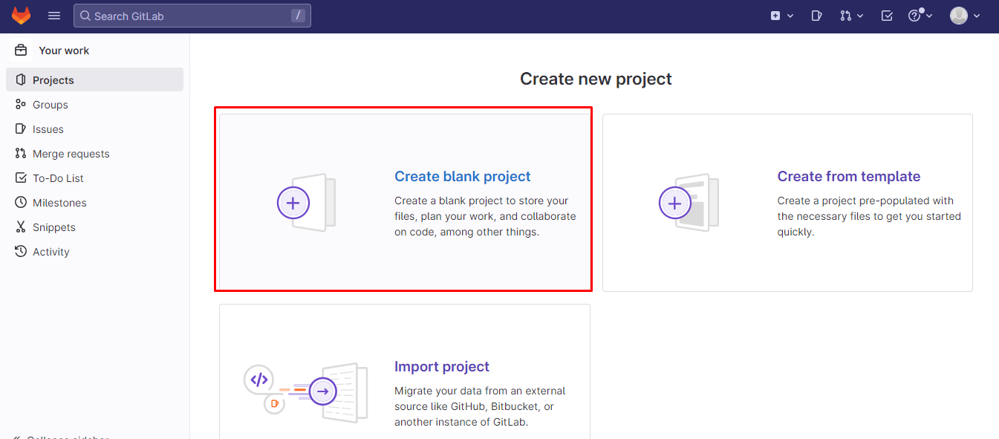 Search GitLab
/
Your work
Projects
Groups
Issues
Merge requests
To-Do List
Milestones
Snippets
Activity
Collapse sidebar
Create new project
Create blank project
Create a blank project to store your
files, plan your work, and collaborate
on code, among other things.
Create from template
Create a project pre-populated with
the necessary files to get you started
quickly.
Import project
Migrate your data from an external
source like GitHub, Bitbucket, or
another instance of GitLab.